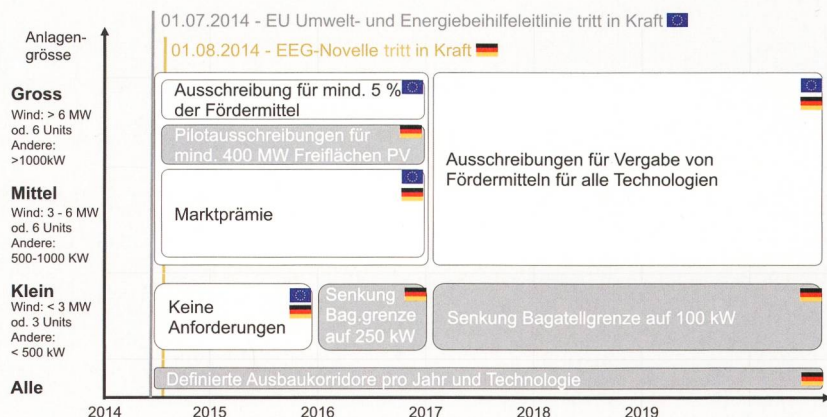 01.07.2014 - EU Umwelt- und Energiebeihilfeleitlinie tritt in Kraft
01.08.2014 - EEG-Novelle tritt in Kraft
Anlagen-
grösse
Gross
Wind: > 6 MW
od. 6 Units
Andere:
>1000kW
Mittel
Wind: 3 - 6 MW
od. 6 Units
Andere:
500-1000 KW
Klein
Wind: < 3 MW
od. 3 Units
Andere:
< 500 kW
Alle
Ausschreibung für mind. 5 %
der Fördermittel
Pilotausschreibungen für
mind. 400 MW Freiflächen PV
Marktprämie
Ausschreibungen für Vergabe von
Fördermitteln für alle Technologien
Keine
Anforderungen
Senkung
Bag.grenze
auf 250 kW
Senkung Bagatellgrenze auf 100 kW
Definierte Ausbaukorridore pro Jahr und Technologie
2014 2015 2016 2017 2018 2019